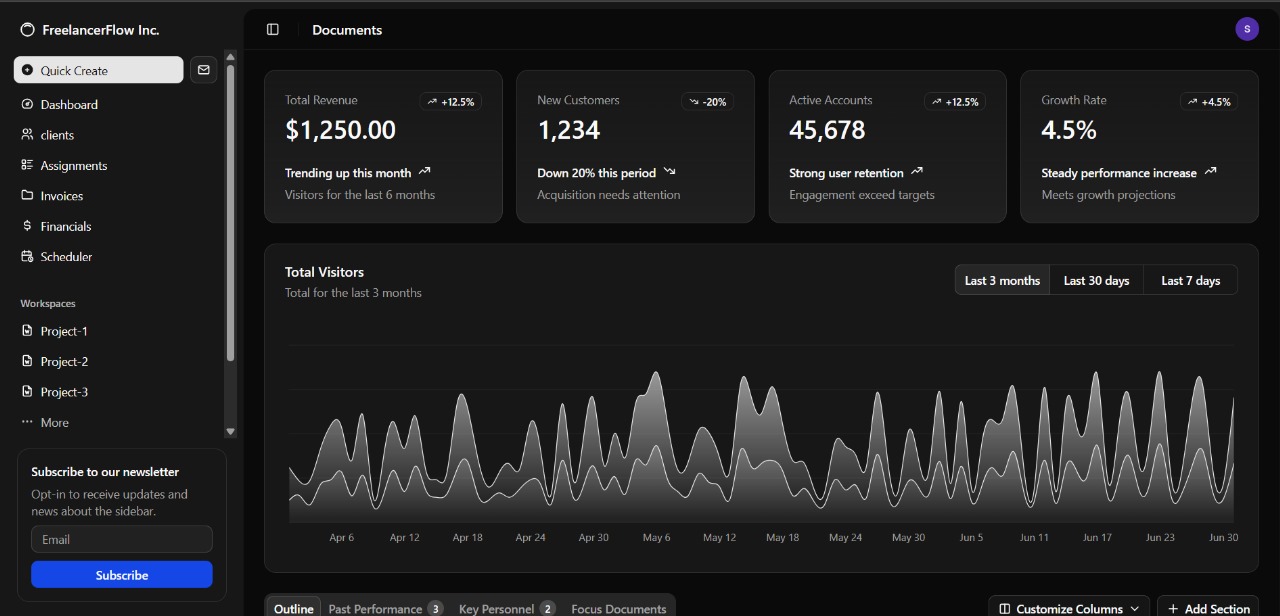 FreelancerFlow Inc.
Quick Create
Dashboard
clients
Assignments
Invoices
Financials
Scheduler
Workspaces
Project-1
Project-2
Project-3
More
Subscribe to our newsletter
Opt-in to receive updates and
news about the sidebar.
Email
Subscribe
Documents
S
Total Revenue
+12.5%
$1,250.00
Trending up this month
Visitors for the last 6 months
New Customers
-20%
1,234
Down 20% this period
Acquisition needs attention
Active Accounts
+12.5%
45,678
Strong user retention
Engagement exceed targets
Growth Rate
+4.5%
4.5%
Steady performance increase
Meets growth projections
Total Visitors
Total for the last 3 months
Last 3 months Last 30 days Last 7 days
Apr 6 Apr 12 Apr 18 Apr 24 Apr 30 May 6 May 12 May 18 May 24 May 30 Jun 5 Jun 11 Jun 17 Jun 23 Jun 30
Outline Past Performance 3 Key Personnel 2 Focus Documents
Customize Columns
Add Section